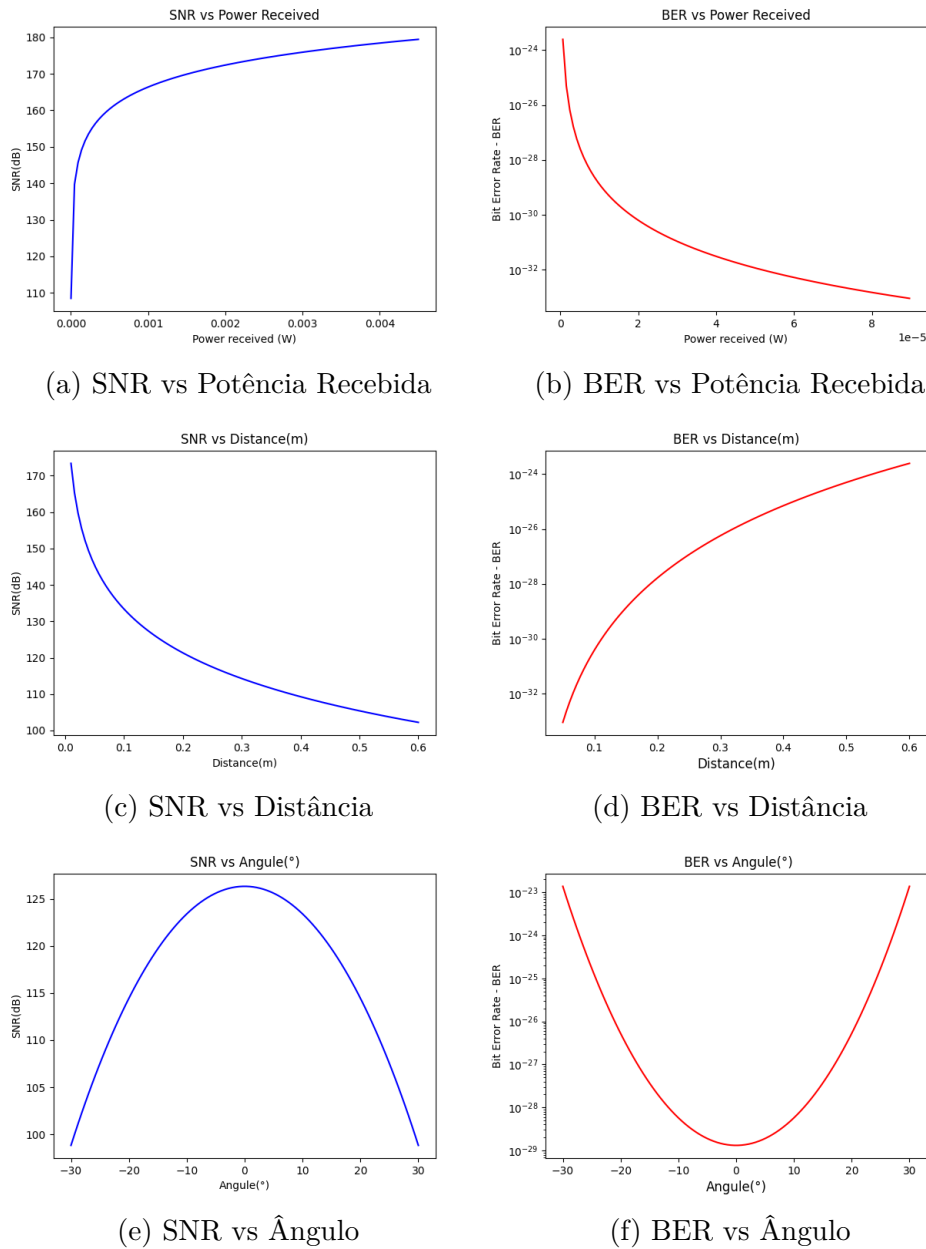 SNR vs Power Received
180
170
160
150
140
130
120
110
SNR(dB)
0.000 0.001 0.002 0.003 0.004
Power received (W)
(a) SNR vs Potência Recebida
BER vs Power Received
10⁻²⁴
10⁻²⁶
10⁻²⁸
10⁻³⁰
10⁻³²
Bit Error Rate - BER
0 2 4 6 8
1e−5
Power received (W)
(b) BER vs Potência Recebida
SNR vs Distance(m)
170
160
150
140
130
120
110
100
SNR(dB)
0.0 0.1 0.2 0.3 0.4 0.5 0.6
Distance(m)
(c) SNR vs Distância
BER vs Distance(m)
10⁻²⁴
10⁻²⁶
10⁻²⁸
10⁻³⁰
10⁻³²
Bit Error Rate - BER
0.1 0.2 0.3 0.4 0.5 0.6
Distance(m)
(d) BER vs Distância
SNR vs Angule(°)
125
120
115
110
105
100
SNR(dB)
−30 −20 −10 0 10 20 30
Angule(°)
(e) SNR vs Ângulo
BER vs Angule(°)
10⁻²³
10⁻²⁴
10⁻²⁵
10⁻²⁶
10⁻²⁷
10⁻²⁸
10⁻²⁹
Bit Error Rate - BER
−30 −20 −10 0 10 20 30
Angule(°)
(f) BER vs Ângulo